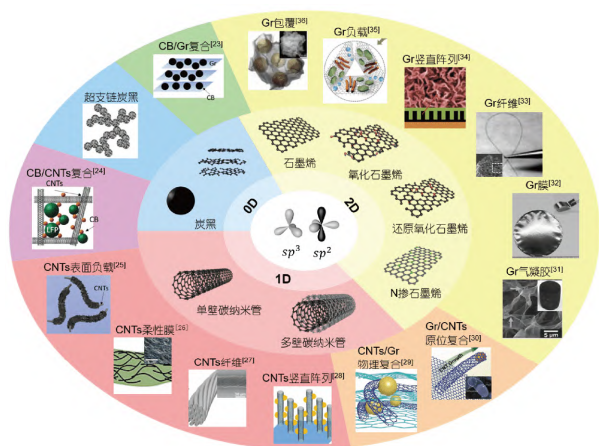 CB/Gr复合[23]
Gr
CB
Gr包覆[36]
Gr负载[35]
Gr竖直阵列[34]
Gr纤维[33]
Gr膜[32]
Gr气凝胶[31]
5 μm
Gr/CNTs
原位复合[30]
CNTs/Gr
物理复合[29]
CNTs竖直阵列[28]
CNTs纤维[27]
CNTs柔性膜[26]
CNTs表面负载[25]
CNTs
CB/CNTs复合[24]
CNTs
CB
LFP
超支链炭黑
炭黑
石墨烯
氧化石墨烯
还原氧化石墨烯
N掺石墨烯
多壁碳纳米管
单壁碳纳米管
0D
2D
1D
sp³
sp²